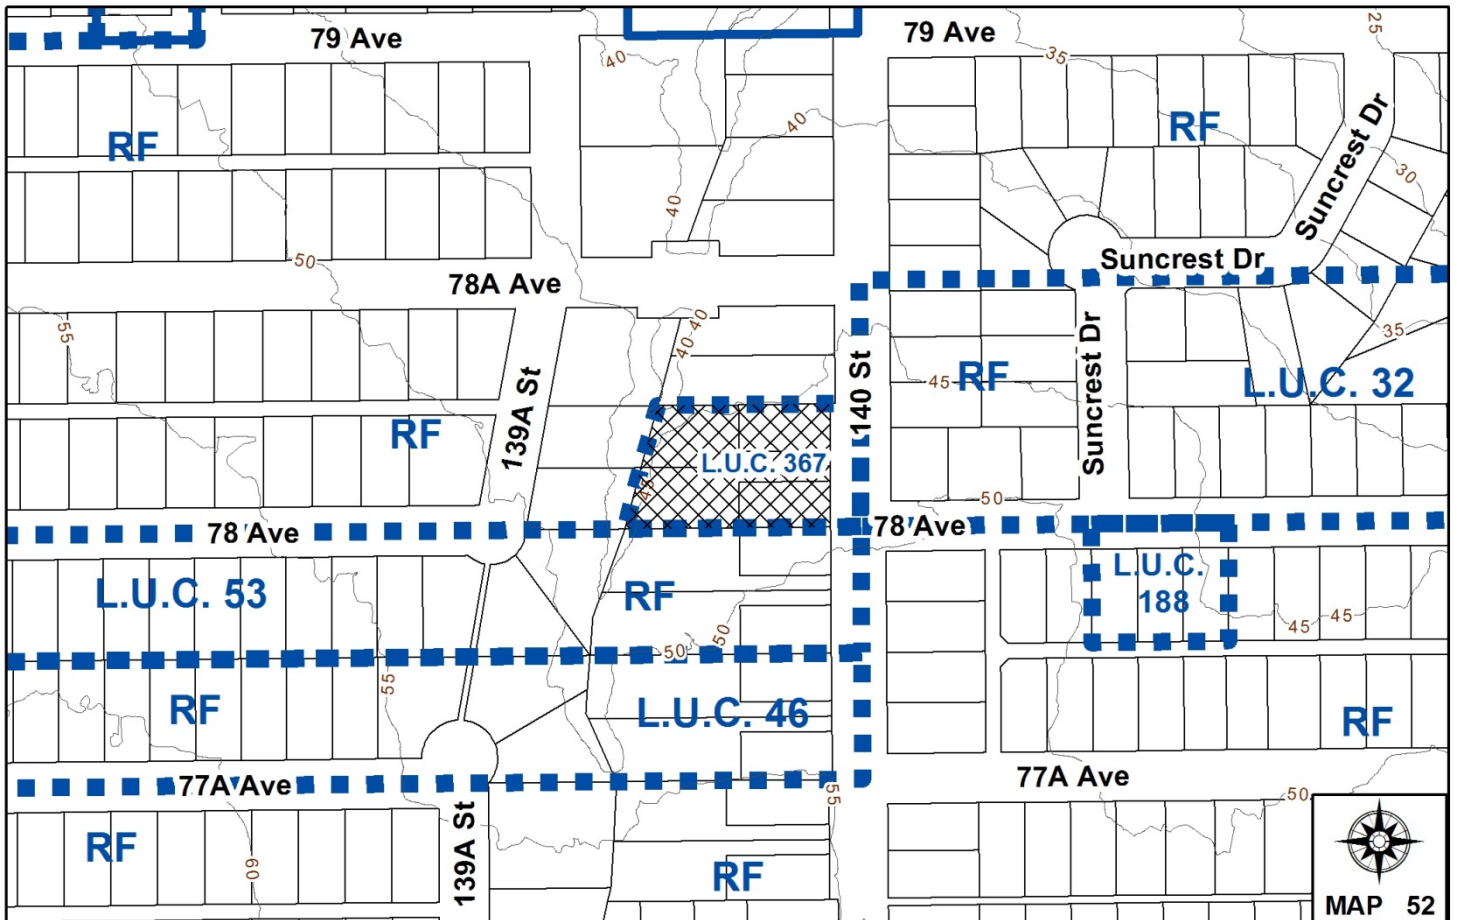 79 Ave
79 Ave
25
40
35
RF
RF
40
Suncrest Dr
30
40
50
Suncrest Dr
78A Ave
55
40
40
35
Suncrest Dr
140 St
45
RF
L.U.C. 32
139A St
RF
L.U.C. 367
45
50
78 Ave
78 Ave
L.U.C. 53
RF
L.U.C.
188
50
50
45
45
55
RF
L.U.C. 46
RF
77A Ave
77A Ave
55
50
139A St
RF
60
RF
MAP 52